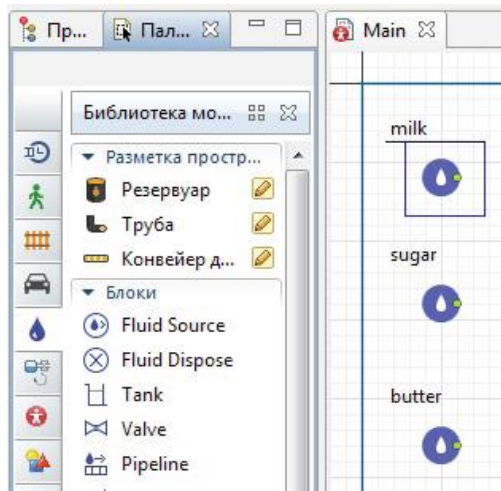 Пр...
Пал...
Main
Библиотека мо...
Разметка простр...
Резервуар
Труба
Конвейер д...
Блоки
Fluid Source
Fluid Dispose
Tank
Valve
Pipeline
milk
sugar
butter